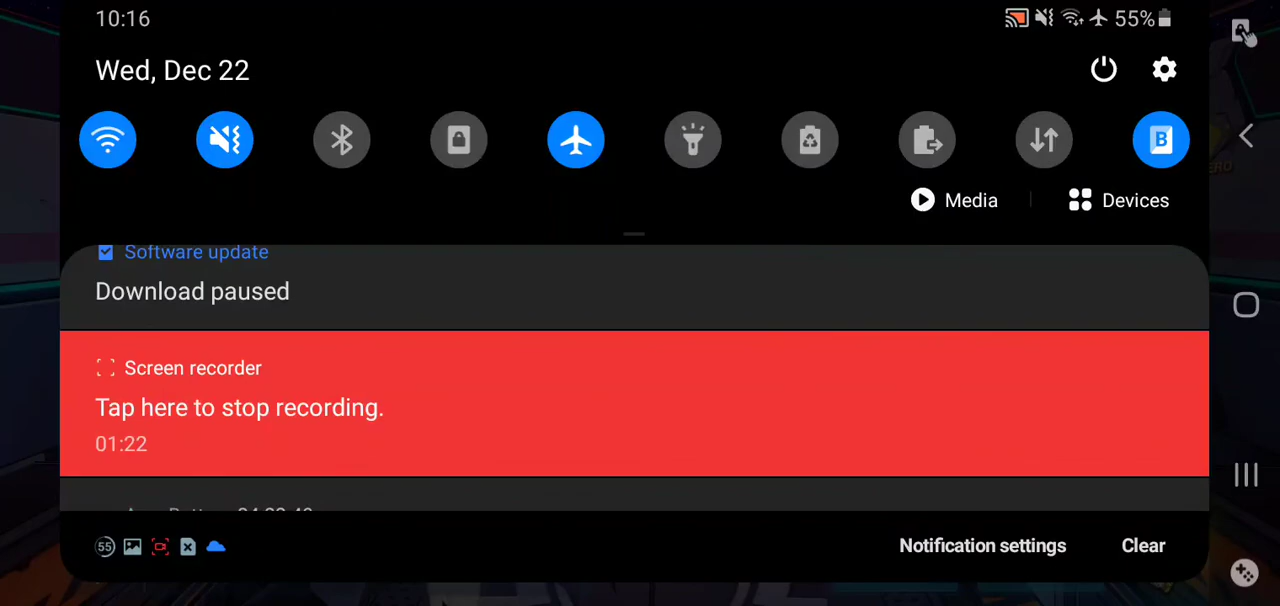 10:16
55%
Wed, Dec 22
B
Media
Devices
Software update
Download paused
Screen recorder
Tap here to stop recording.
01:22
55
Notification settings
Clear